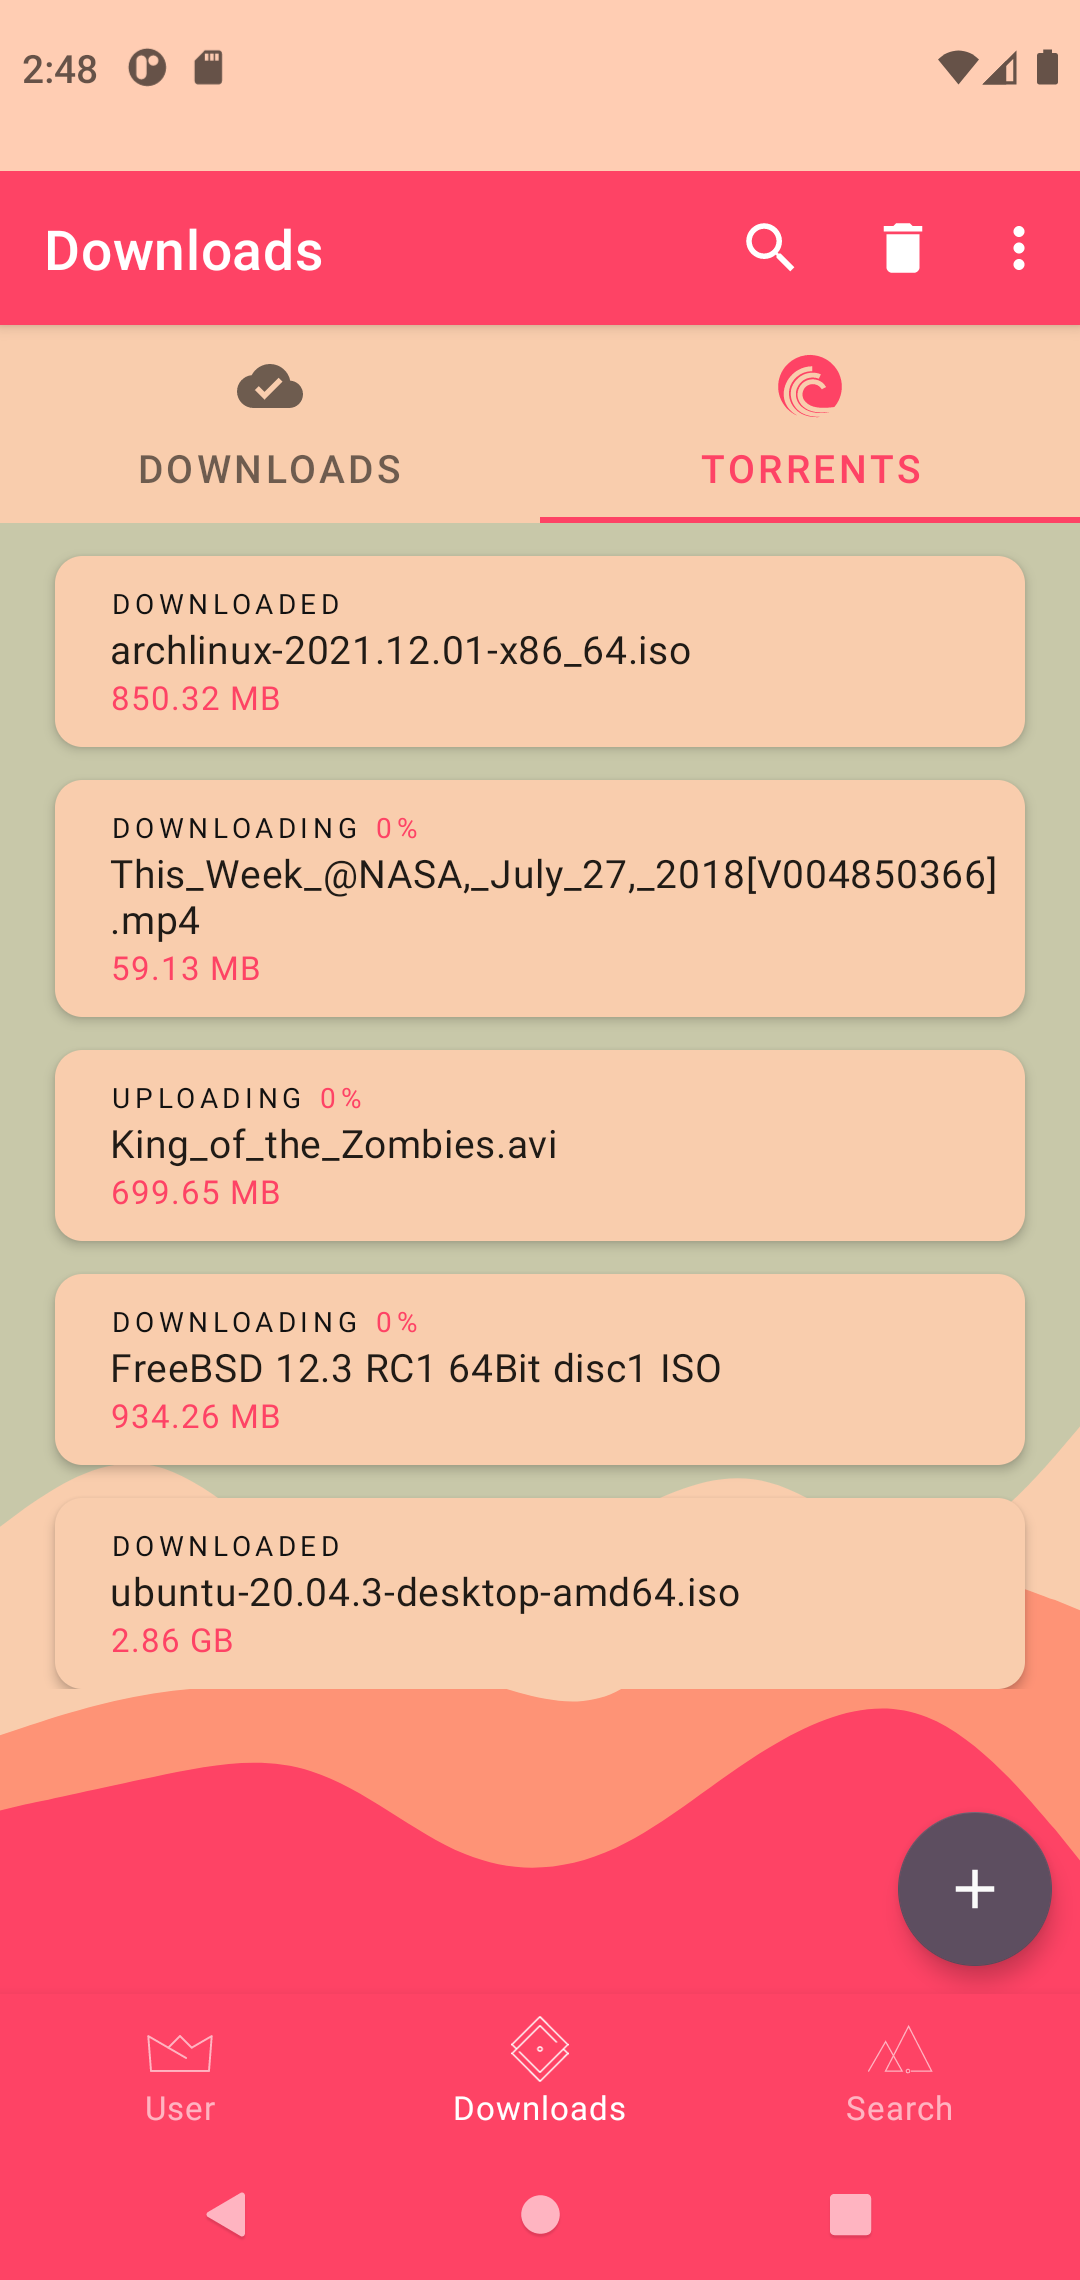 2:48
Downloads
DOWNLOADS
TORRENTS
DOWNLOADED
archlinux-2021.12.01-x86_64.iso
850.32 MB
DOWNLOADING 0%
This_Week_@NASA,_July_27,_2018[V004850366]
.mp4
59.13 MB
UPLOADING 0%
King_of_the_Zombies.avi
699.65 MB
DOWNLOADING 0%
FreeBSD 12.3 RC1 64Bit disc1 ISO
934.26 MB
DOWNLOADED
ubuntu-20.04.3-desktop-amd64.iso
2.86 GB
User
Downloads
Search